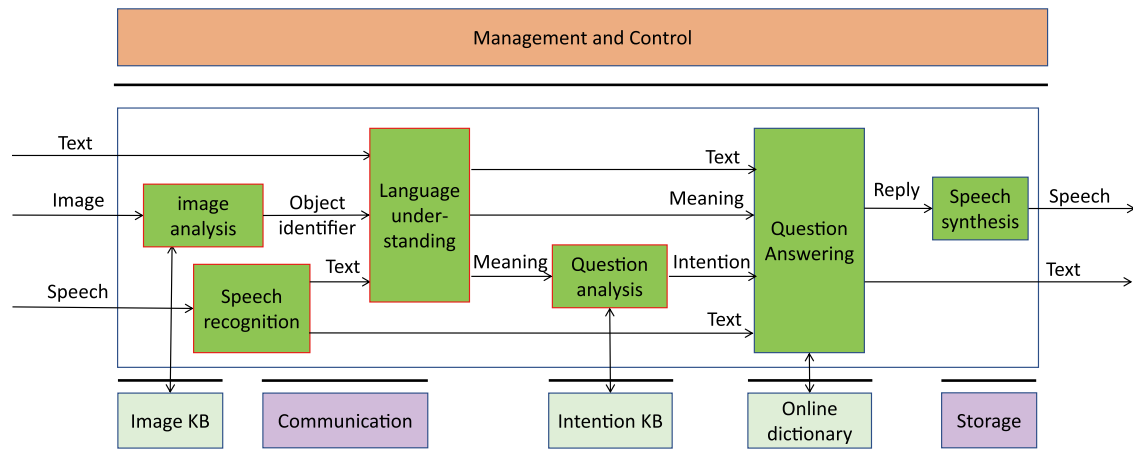 Management and Control
Text
Image
image
analysis
Object
identifier
Language
under-
standing
Text
Meaning
Question
Answering
Reply
Speech
synthesis
Speech
Speech
Speech
recognition
Text
Meaning
Question
analysis
Intention
Text
Text
Image KB
Communication
Intention KB
Online
dictionary
Storage